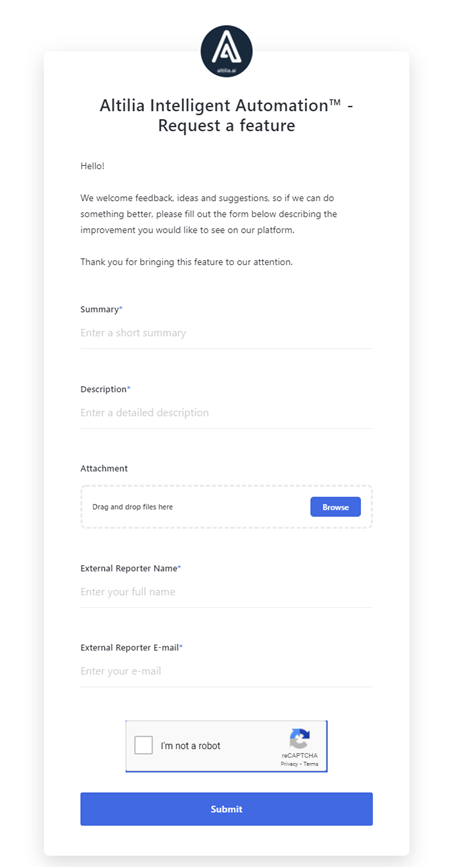 altilia.ai
Altilia Intelligent Automation™ -
Request a feature
Hello!
We welcome feedback, ideas and suggestions, so if we can do
something better, please fill out the form below describing the
improvement you would like to see on our platform.
Thank you for bringing this feature to our attention.
Summary*
Enter a short summary
Description*
Enter a detailed description
Attachment
Drag and drop files here
Browse
External Reporter Name*
Enter your full name
External Reporter E-mail*
Enter your e-mail
I'm not a robot
reCAPTCHA
Privacy - Terms
Submit